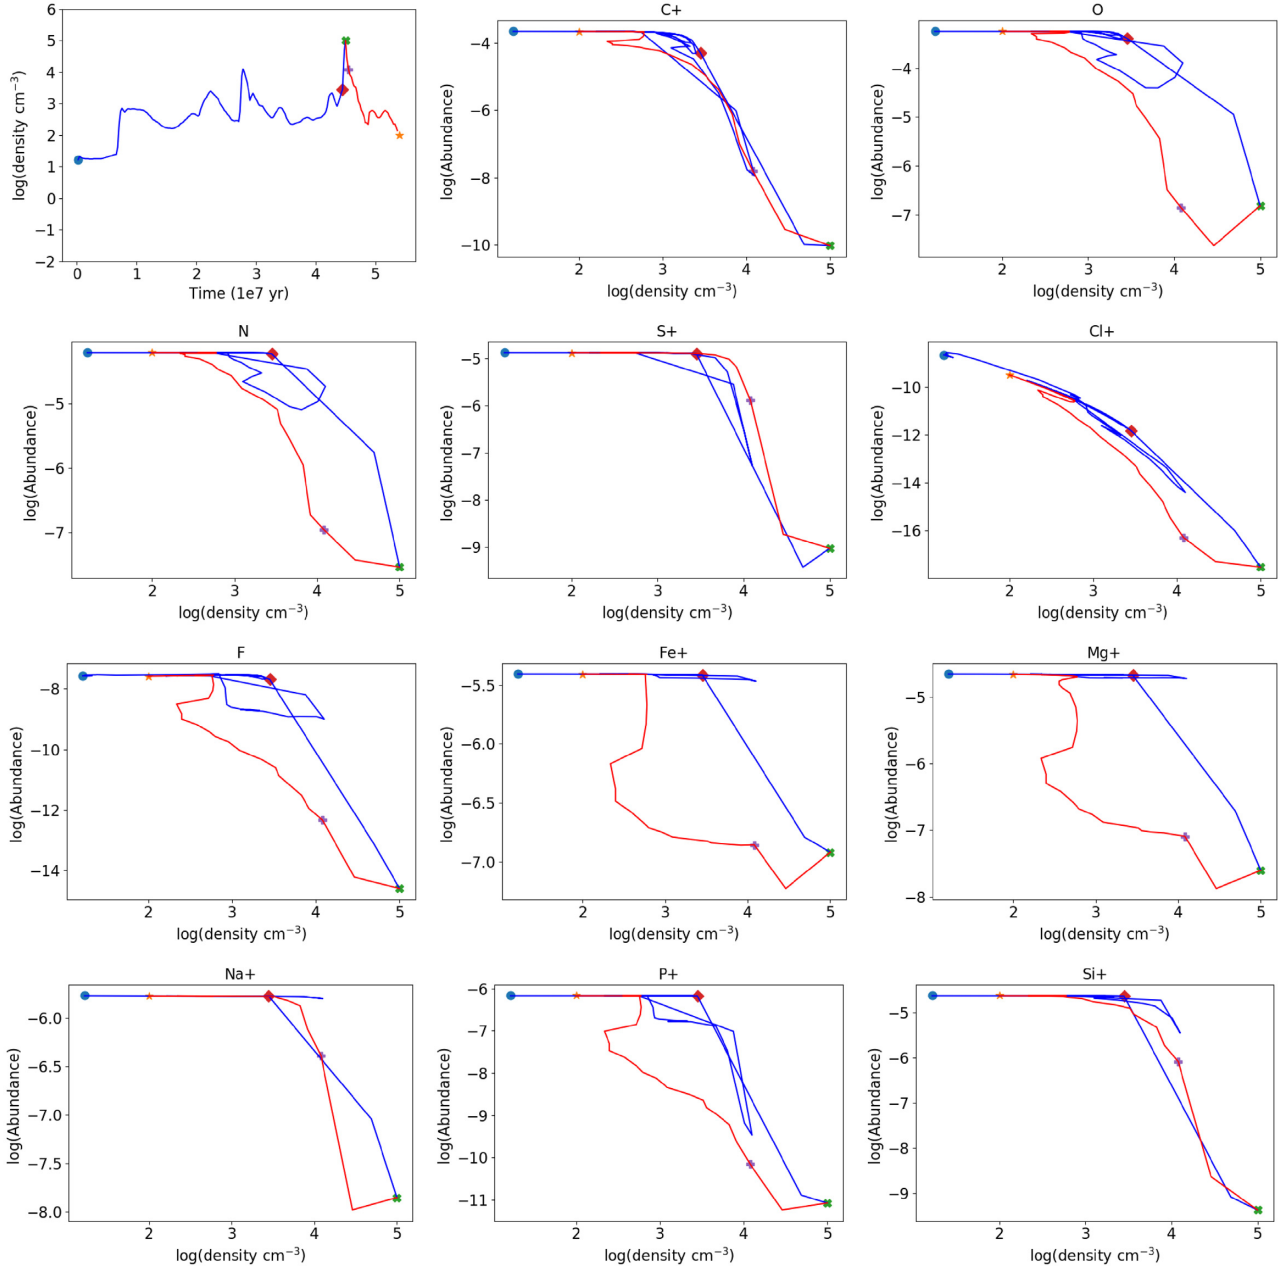 6
5
4
3
2
1
0
−1
−2
log(density cm⁻³)
0 1 2 3 4 5
Time (1e7 yr)
C+
−4
−6
−8
−10
log(Abundance)
2 3 4 5
log(density cm⁻³)
O
−4
−5
−6
−7
log(Abundance)
2 3 4 5
log(density cm⁻³)
N
−5
−6
−7
log(Abundance)
2 3 4 5
log(density cm⁻³)
S+
−5
−6
−7
−8
−9
log(Abundance)
2 3 4 5
log(density cm⁻³)
Cl+
−10
−12
−14
−16
log(Abundance)
2 3 4 5
log(density cm⁻³)
F
−8
−10
−12
−14
log(Abundance)
2 3 4 5
log(density cm⁻³)
Fe+
−5.5
−6.0
−6.5
−7.0
log(Abundance)
2 3 4 5
log(density cm⁻³)
Mg+
−5
−6
−7
−8
log(Abundance)
2 3 4 5
log(density cm⁻³)
Na+
−6.0
−6.5
−7.0
−7.5
−8.0
log(Abundance)
2 3 4 5
log(density cm⁻³)
P+
−6
−7
−8
−9
−10
−11
log(Abundance)
2 3 4 5
log(density cm⁻³)
Si+
−5
−6
−7
−8
−9
log(Abundance)
2 3 4 5
log(density cm⁻³)